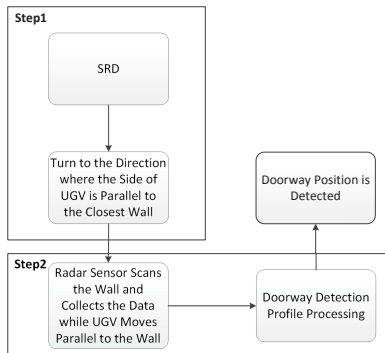 Step1
SRD
Turn to the Direction
where the Side of
UGV is Parallel to
the Closest Wall
Doorway Position is
Detected
Step2
Radar Sensor Scans
the Wall and
Collects the Data
while UGV Moves
Parallel to the Wall
Doorway Detection
Profile Processing